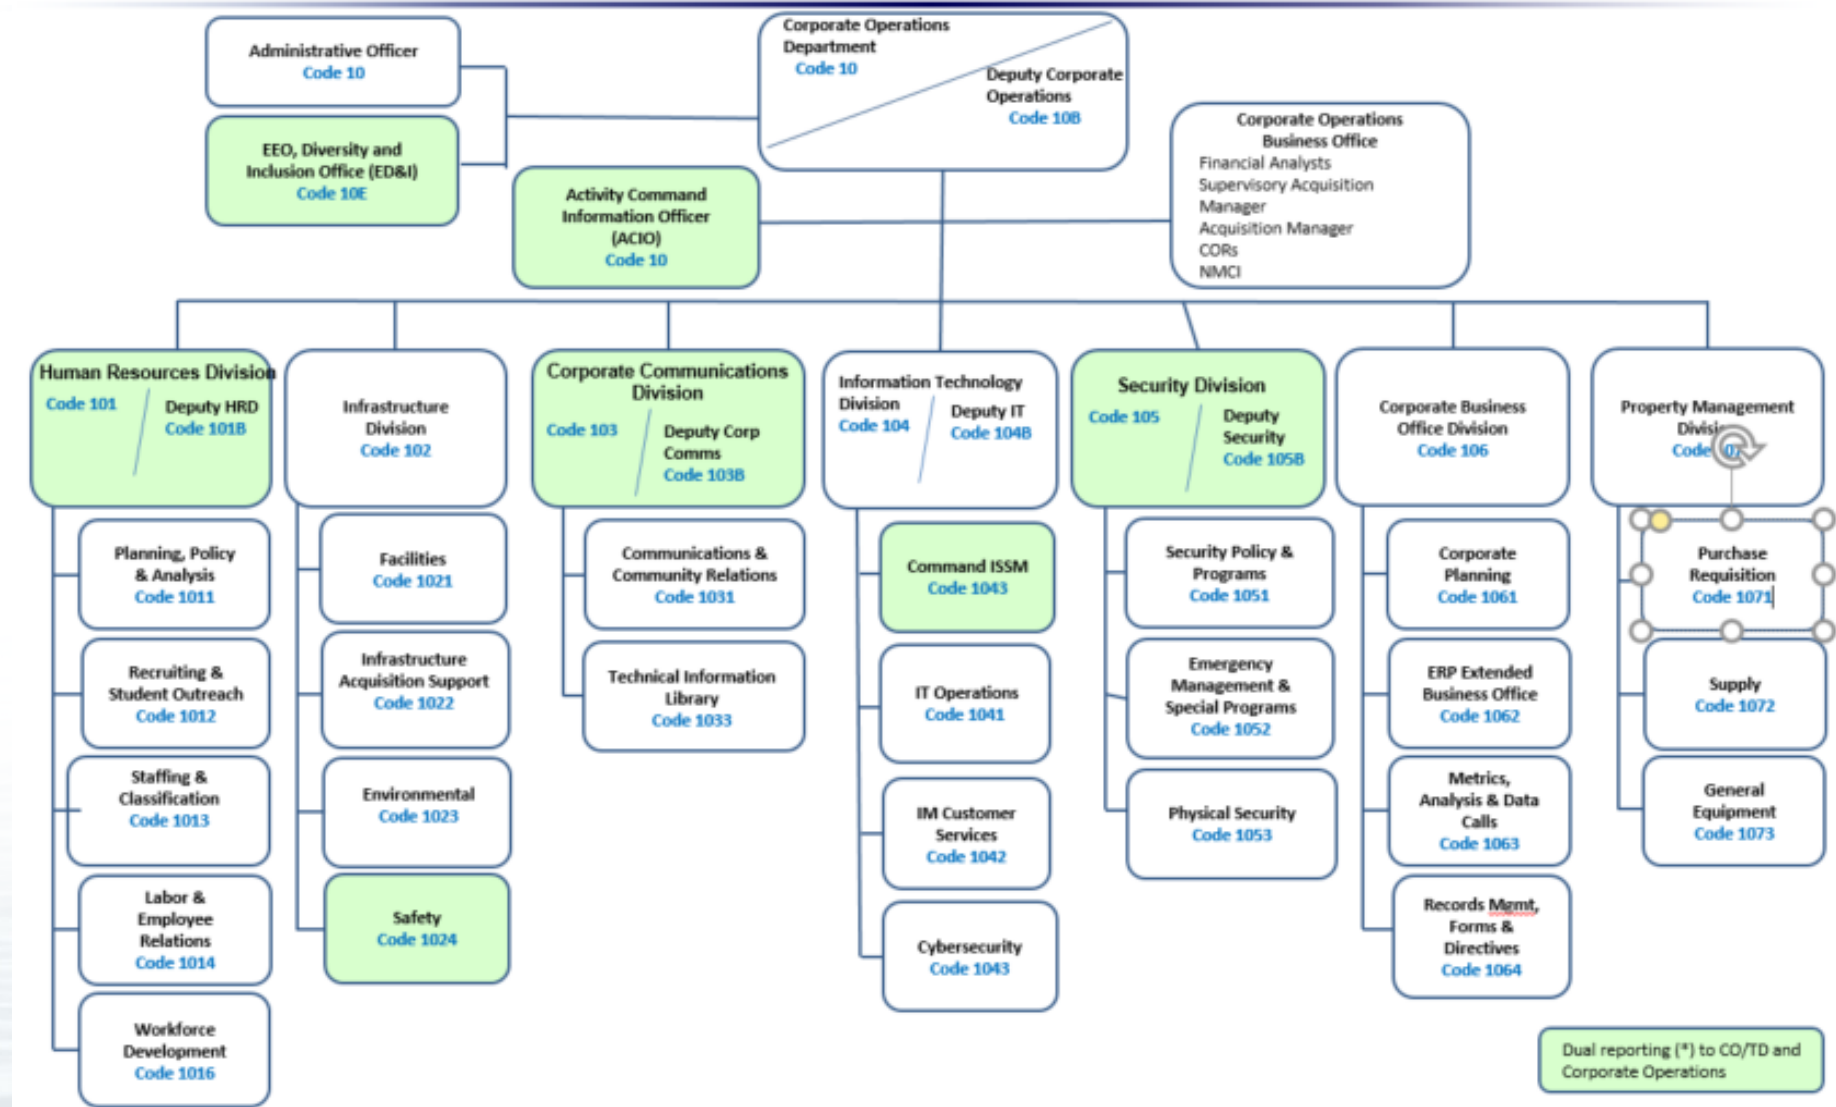 Administrative Officer
Code 10
EEO, Diversity and
Inclusion Office (ED&I)
Code 10E
Corporate Operations
Department
Code 10
Deputy Corporate
Operations
Code 10B
Activity Command
Information Officer
(ACIO)
Code 10
Corporate Operations
Business Office
Financial Analysts
Supervisory Acquisition
Manager
Acquisition Manager
CORs
NMCI
Human Resources Division
Code 101
Deputy HRD
Code 101B
Infrastructure
Division
Code 102
Corporate Communications
Division
Code 103
Deputy Corp
Comms
Code 103B
Information Technology
Division
Code 104
Deputy IT
Code 104B
Security Division
Code 105
Deputy
Security
Code 105B
Corporate Business
Office Division
Code 106
Property Management
Code
Planning, Policy
& Analysis
Code 1011
Recruiting &
Student Outreach
Code 1012
Staffing &
Classification
Code 1013
Labor &
Employee
Relations
Code 1014
Workforce
Development
Code 1016
Facilities
Code 1021
Infrastructure
Acquisition Support
Code 1022
Environmental
Code 1023
Safety
Code 1024
Communications &
Community Relations
Code 1031
Technical Information
Library
Code 1033
Command ISSM
Code 1043
IT Operations
Code 1041
IM Customer
Services
Code 1042
Cybersecurity
Code 1043
Security Policy &
Programs
Code 1051
Emergency
Management &
Special Programs
Code 1052
Physical Security
Code 1053
Corporate
Planning
Code 1061
ERP Extended
Business Office
Code 1062
Metrics,
Analysis & Data
Calls
Code 1063
Records Mgmt,
Forms &
Directives
Code 1064
Purchase
Requisition
Code 1071
Supply
Code 1072
General
Equipment
Code 1073
Dual reporting (*) to CO/TD and
Corporate Operations